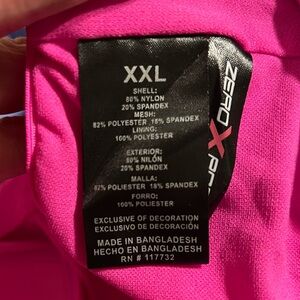 XXL
SHELL:
80% NYLON
20% SPANDEX
MESH:
82% POLYESTER 18% SPANDEX
LINING:
100% POLYESTER
EXTERIOR:
80% NILÓN
20% SPANDEX
MALLA:
82% POLIESTER 18% SPANDEX
FORRO:
100% POLIESTER
EXCLUSIVE OF DECORATION
EXCLUSIVO DE DECORACIÓN
MADE IN BANGLADESH
HECHO EN BANGLADESH
RN # 117732
ZERO X